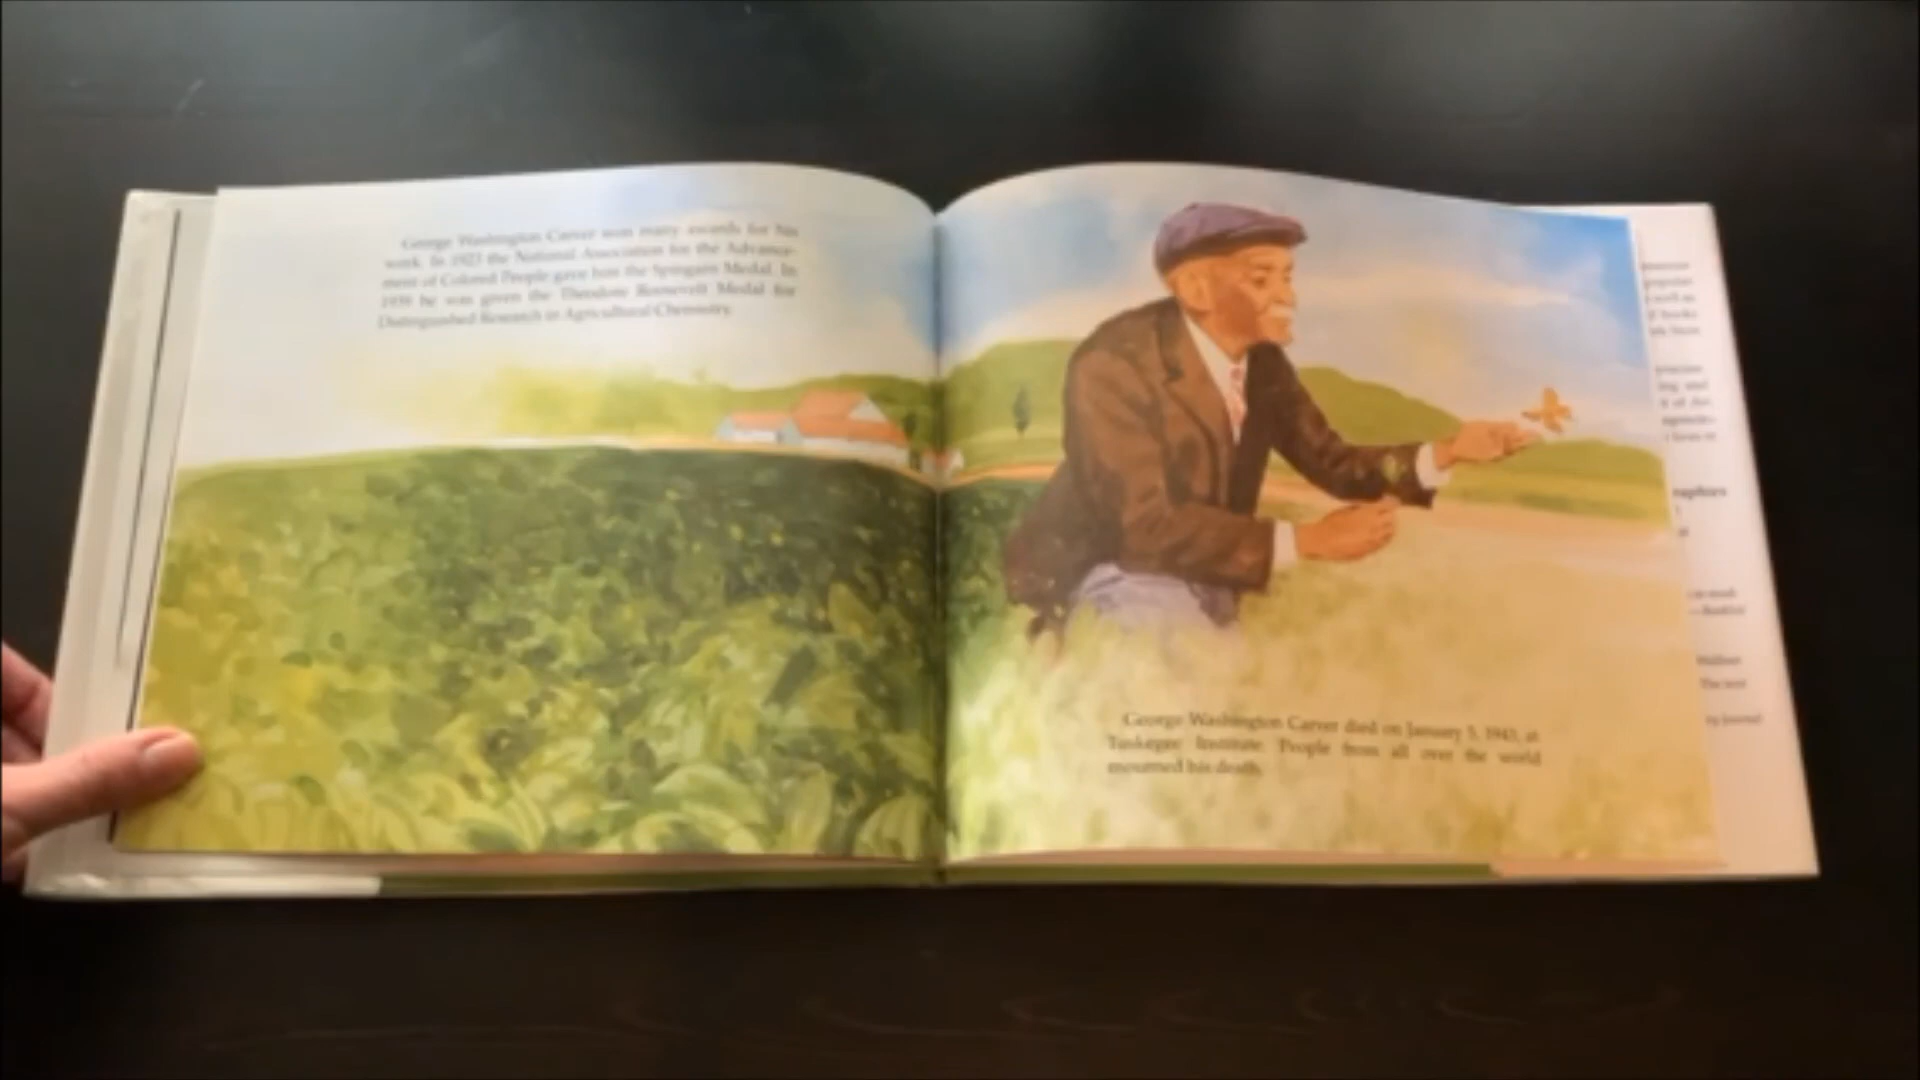 George Washington Carver won many awards for his
work. In 1923 the National Association for the Advance-
ment of Colored People gave him the Spingarn Medal. In
1939 he was given the Theodore Roosevelt Medal for
Distinguished Research in Agricultural Chemistry.
George Washington Carver died on January 5, 1943, at
Tuskegee Institute. People from all over the world
mourned his death.